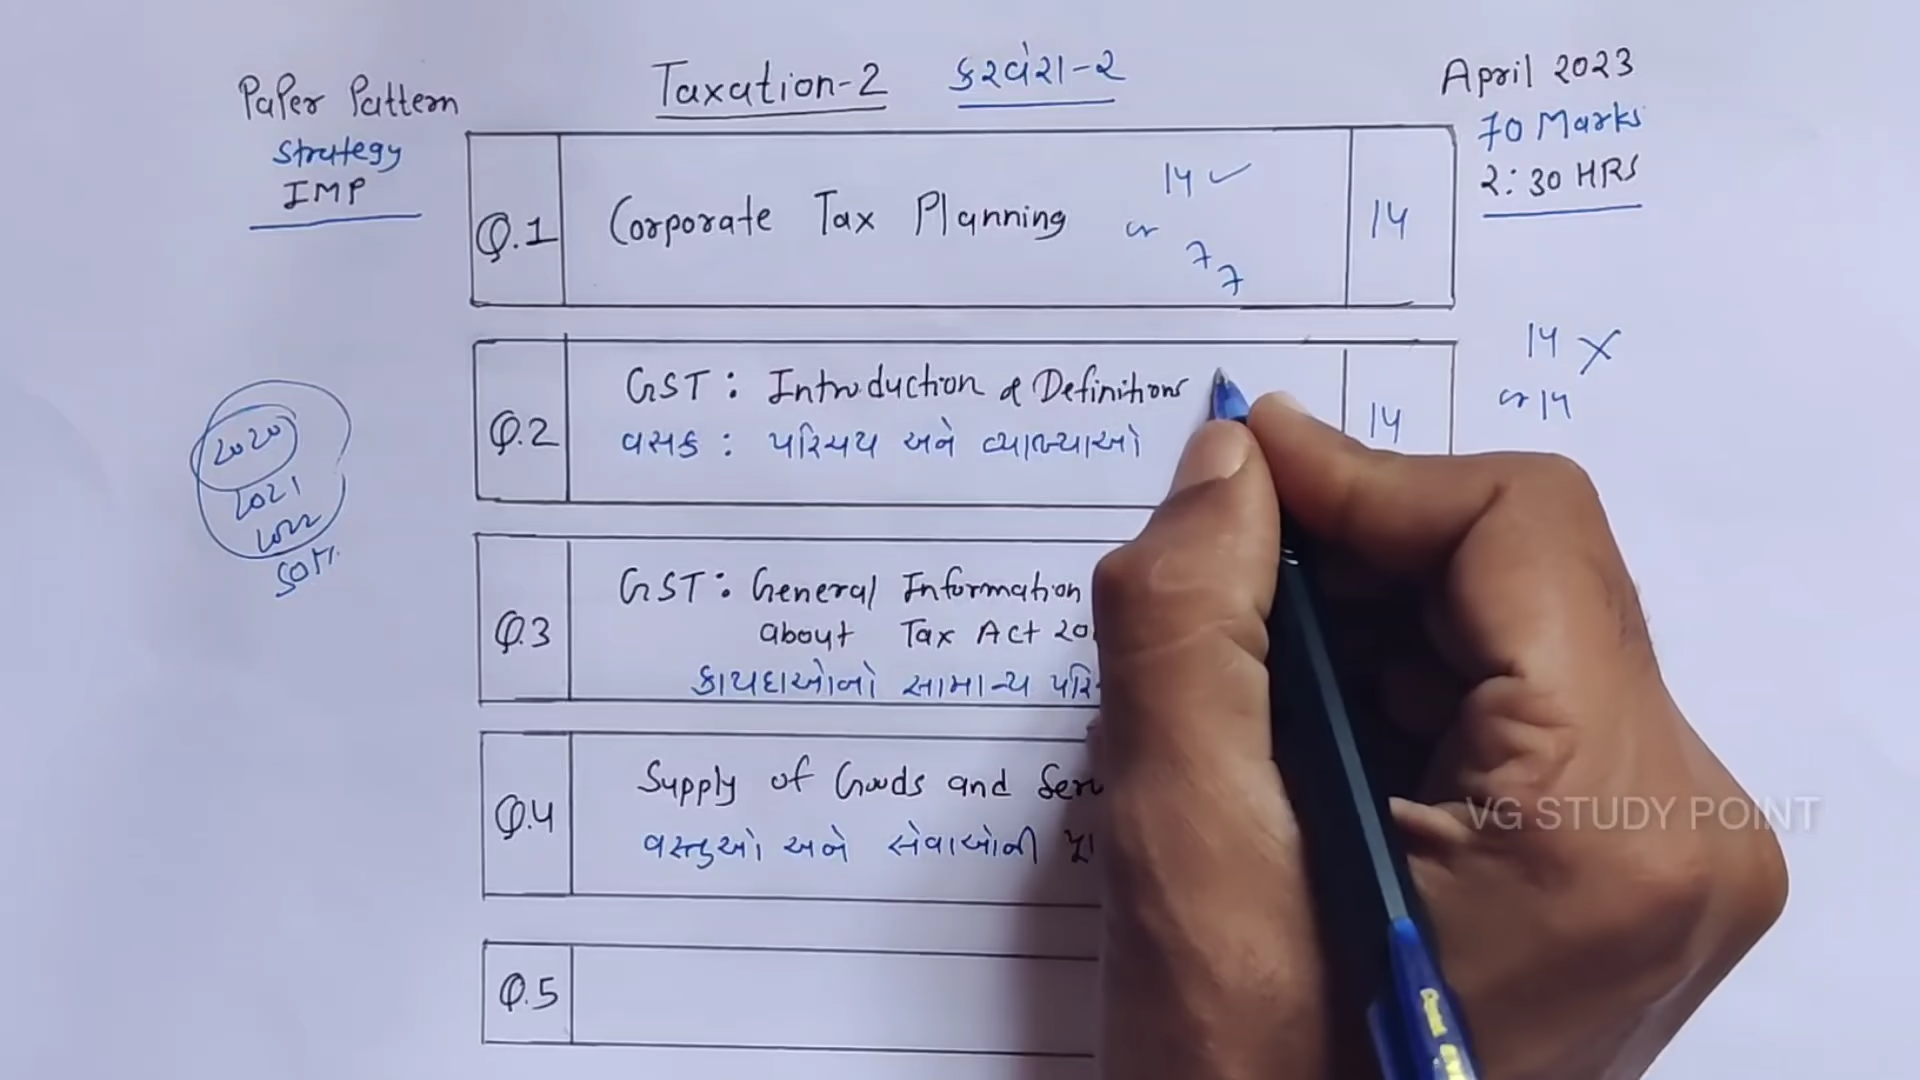 Paper Pattern
Strategy
IMP
Taxation-2 કરવેરા-૨
April 2023
70 Marks
2:30 HRS
Q.1 Corporate Tax Planning 14
14 ✓
or
7
7
Q.2 GST: Introduction & Definitions 14
વસક : પરિચય અને વ્યાખ્યાઓ
14 X
or 14
2020
2021
2022
Q.3 GST: General Information
about Tax Act
કાયદાઓનો સામાન્ય
Q.4 Supply of Goods and
વસ્તુઓ અને સેવાઓની
Q.5
VG STUDY POINT